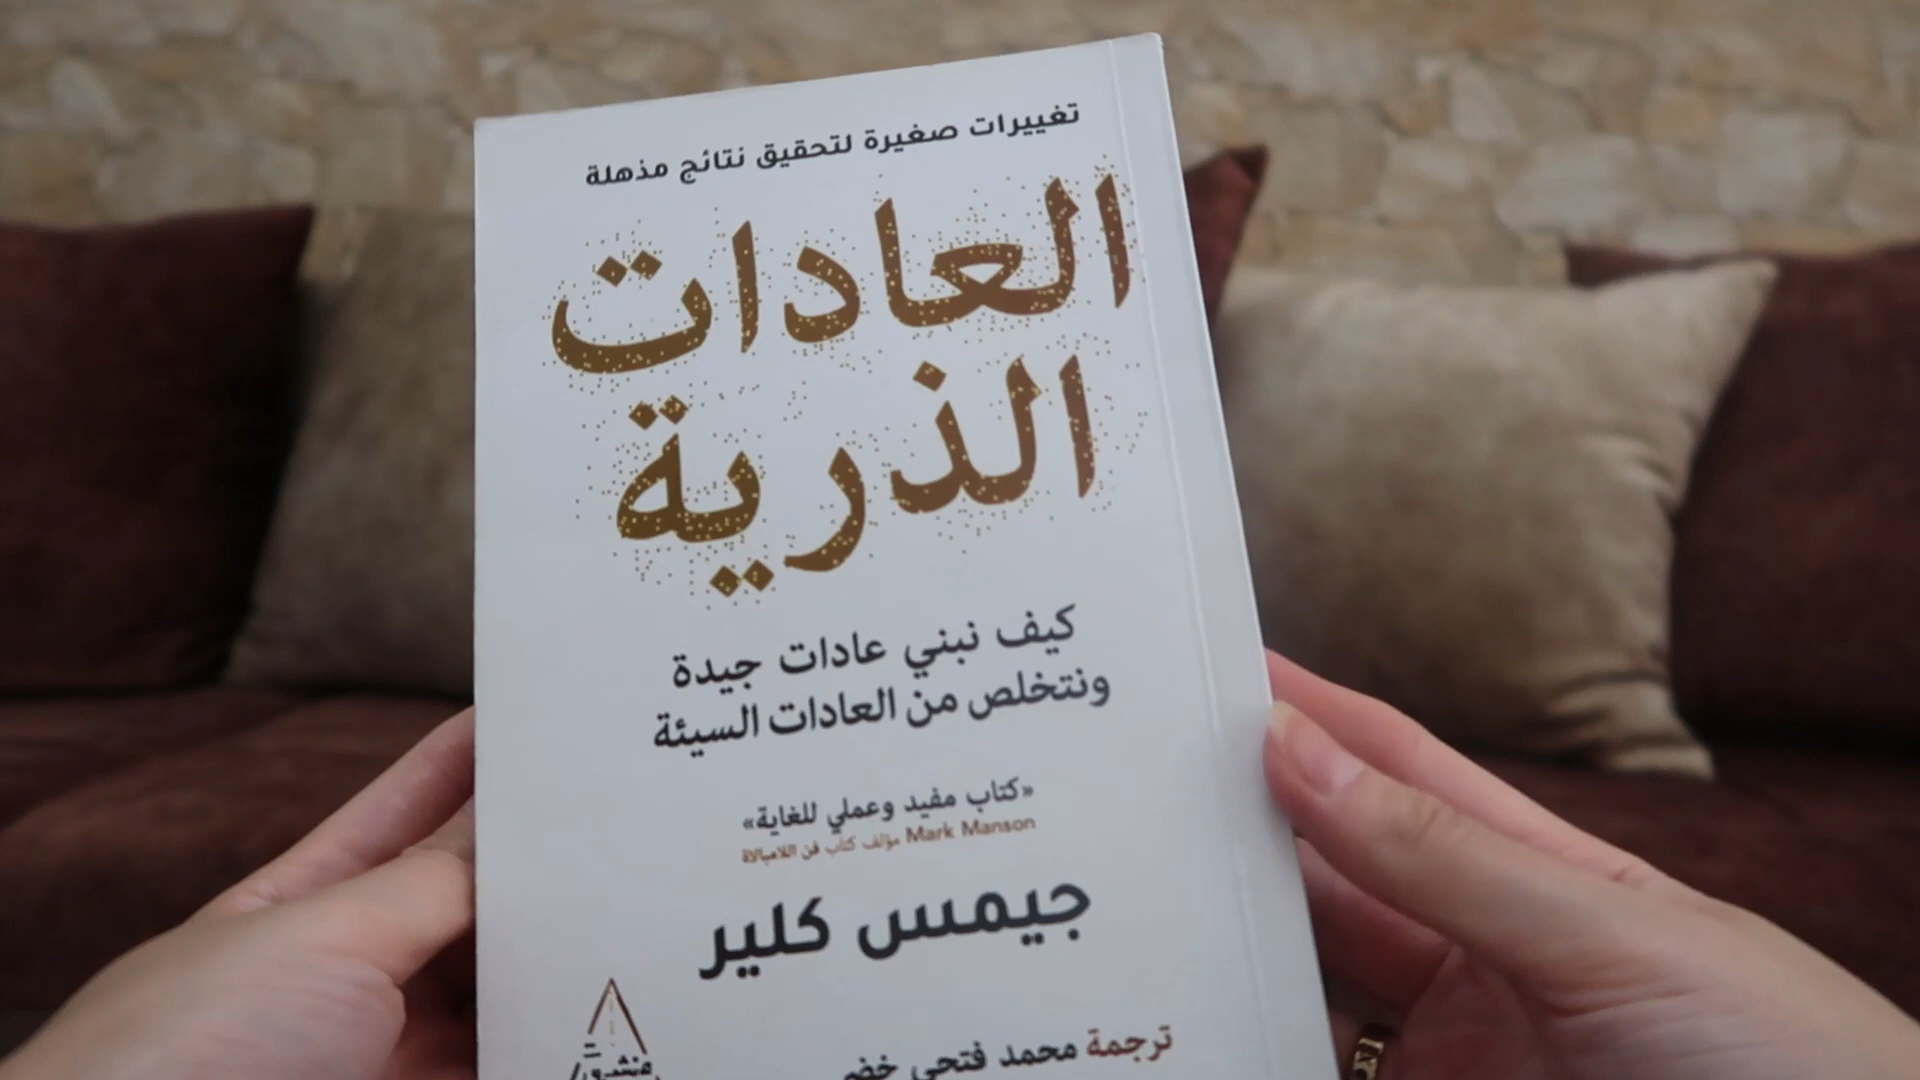 تغييرات صغيرة لتحقيق نتائج مذهلة
العادات
الذرية
كيف نبني عادات جيدة
ونتخلص من العادات السيئة
«كتاب مفيد وعملي للغاية»
Mark Manson مؤلف كتاب فن اللامبالاة
جيمس كلير
ترجمة محمد فتحي خضر